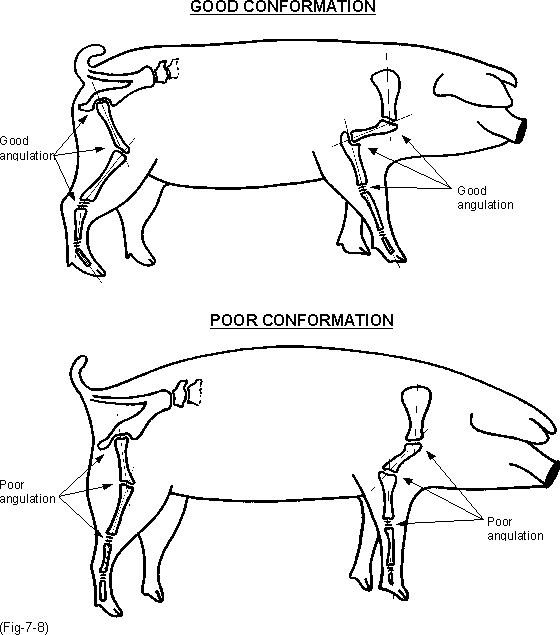 GOOD CONFORMATION
Good
angulation
Good
angulation
POOR CONFORMATION
Poor
angulation
Poor
angulation
(Fig-7-8)